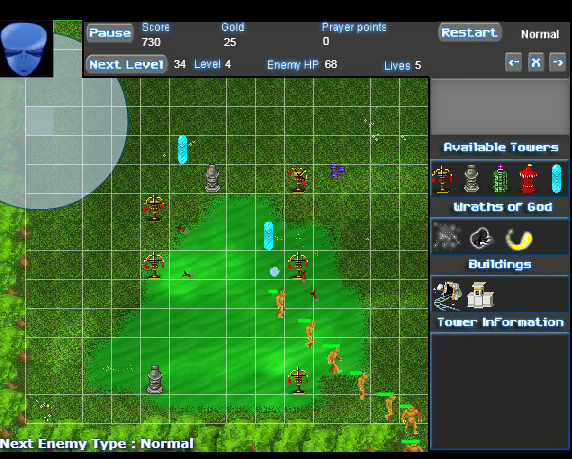 Pause
Score
730
Gold
25
Prayer points
0
Restart
Normal
Next Level
34
Level 4
Enemy HP 68
Lives 5
Available Towers
Wraths of God
Buildings
Tower Information
Next Enemy Type : Normal